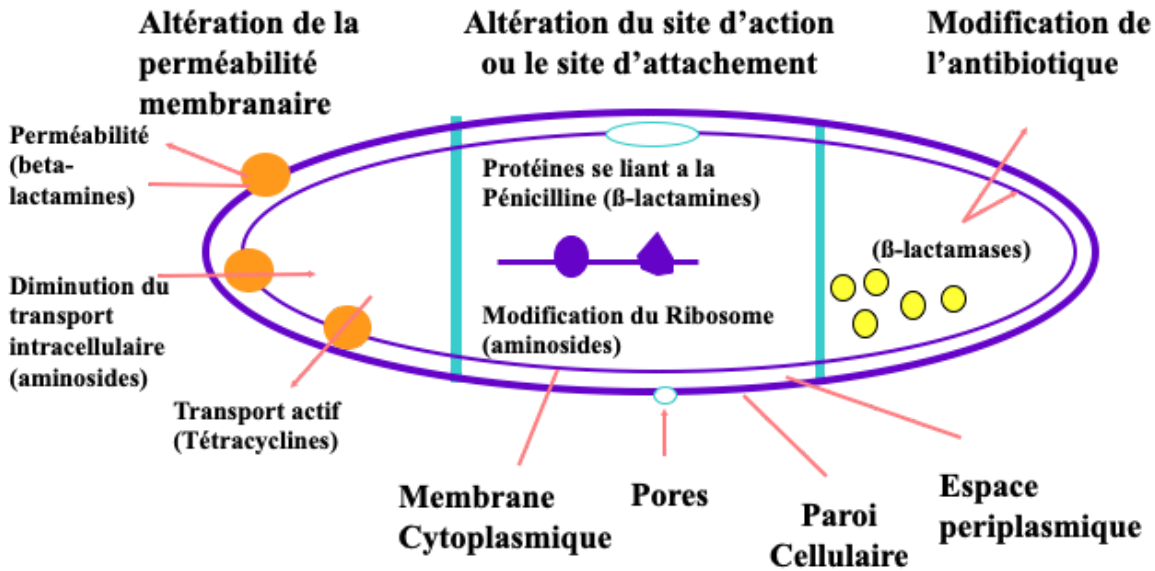 Altération de la
perméabilité
membranaire
Altération du site d’action
ou le site d’attachement
Modification de
l’antibiotique
Perméabilité
(beta-
lactamines)
Diminution du
transport
intracellulaire
(aminosides)
Transport actif
(Tétracyclines)
Protéines se liant a la
Pénicilline (ß-lactamines)
Modification du Ribosome
(aminosides)
(ß-lactamases)
Membrane
Cytoplasmique
Pores
Paroi
Cellulaire
Espace
periplasmique